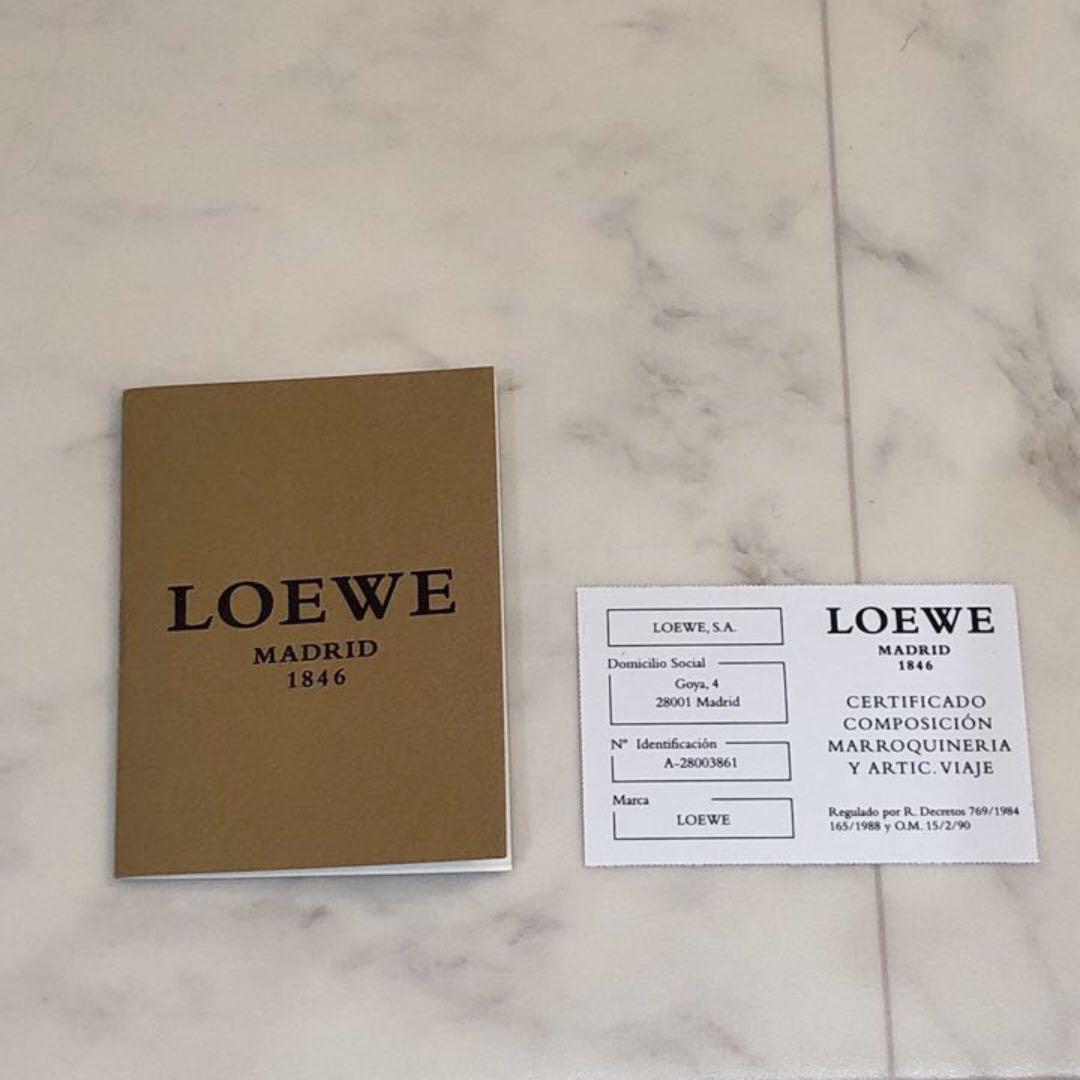 LOEWE
MADRID
1846
LOEWE, S.A.
Domicilio Social
Goya, 4
28001 Madrid
Nº Identificación
A-28003861
Marca
LOEWE
LOEWE
MADRID
1846
CERTIFICADO
COMPOSICIÓN
MARROQUINERIA
Y ARTIC. VIAJE
Regulado por R. Decretos 769/1984
165/1988 y O.M. 15/2/90